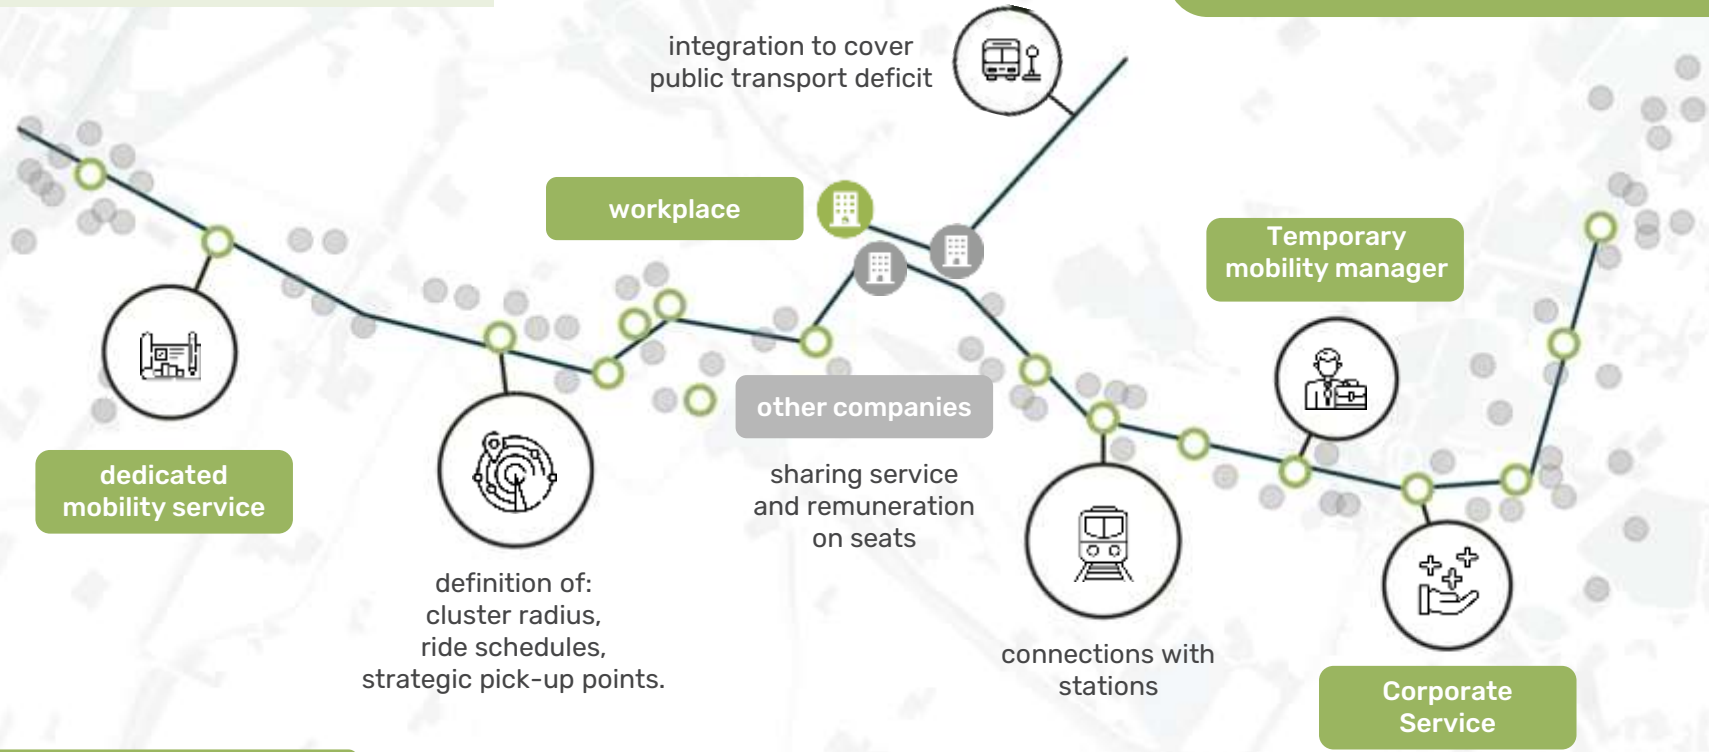 integration to cover
public transport deficit
workplace
Temporary
mobility manager
other companies
sharing service
and remuneration
on seats
dedicated
mobility service
definition of:
cluster radius,
ride schedules,
strategic pick-up points.
connections with
stations
Corporate
Service